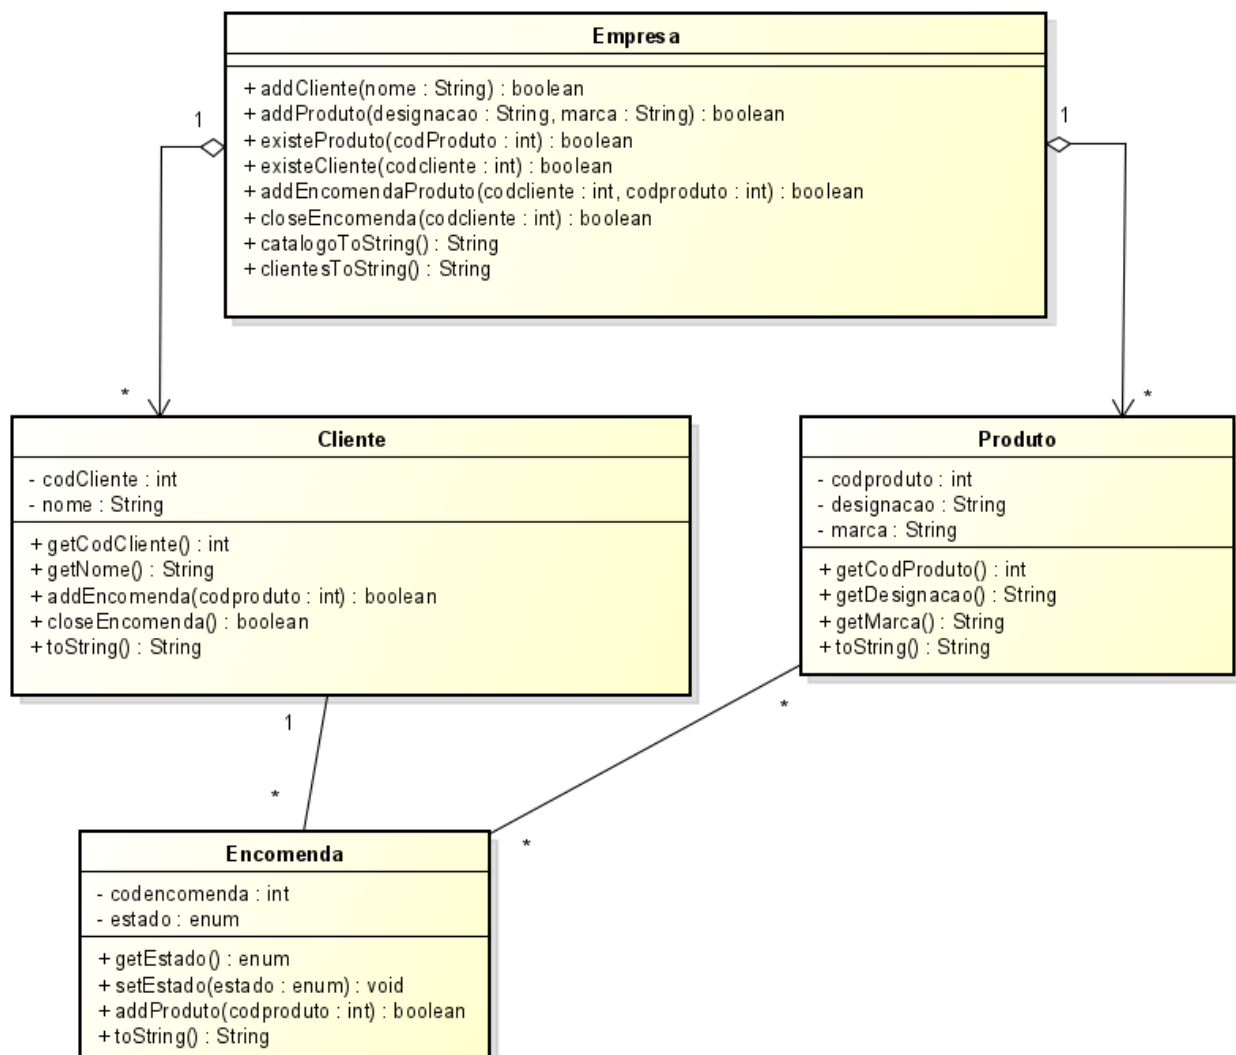 Empresa
+ addCliente(nome : String) : boolean
+ addProduto(designacao : String, marca : String) : boolean
+ existeProduto(codProduto : int) : boolean
+ existeCliente(codcliente : int) : boolean
+ addEncomendaProduto(codcliente : int, codproduto : int) : boolean
+ closeEncomenda(codcliente : int) : boolean
+ catalogoToString() : String
+ clientesToString() : String
1
1
*
*
Cliente
- codCliente : int
- nome : String
+ getCodCliente() : int
+ getNome() : String
+ addEncomenda(codproduto : int) : boolean
+ closeEncomenda() : boolean
+ toString() : String
Produto
- codproduto : int
- designacao : String
- marca : String
+ getCodProduto() : int
+ getDesignacao() : String
+ getMarca() : String
+ toString() : String
1
*
*
*
Encomenda
- codencomenda : int
- estado : enum
+ getEstado() : enum
+ setEstado(estado : enum) : void
+ addProduto(codproduto : int) : boolean
+ toString() : String